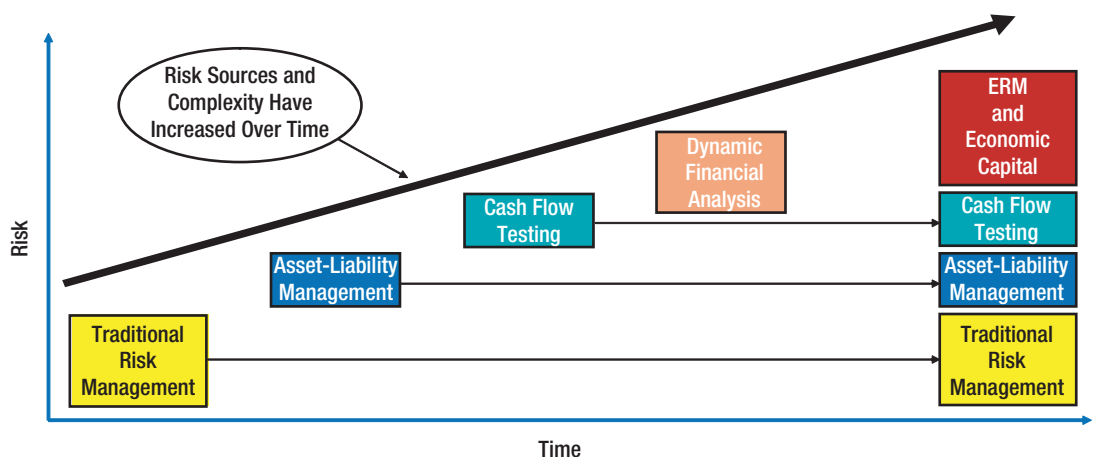 Risk Sources and
Complexity Have
Increased Over Time
ERM
and
Economic
Capital
Dynamic
Financial
Analysis
Cash Flow
Testing
Cash Flow
Testing
Asset-Liability
Management
Asset-Liability
Management
Traditional
Risk
Management
Traditional
Risk
Management
Risk
Time